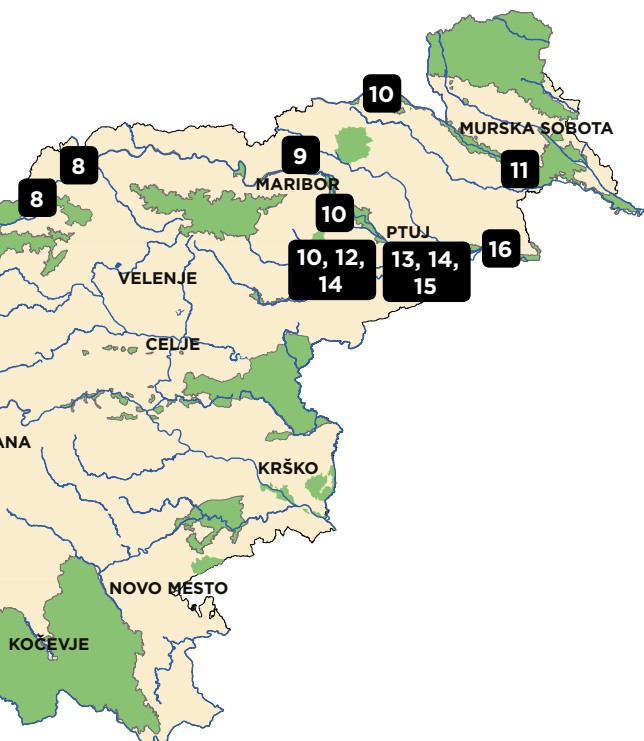 10
MURSKA SOBOTA
9
8
11
MARIBOR
8
10
PTUJ
16
10, 12,
14
13, 14,
15
VELENJE
CELJE
ANA
KRŠKO
NOVO MESTO
KOČEVJE